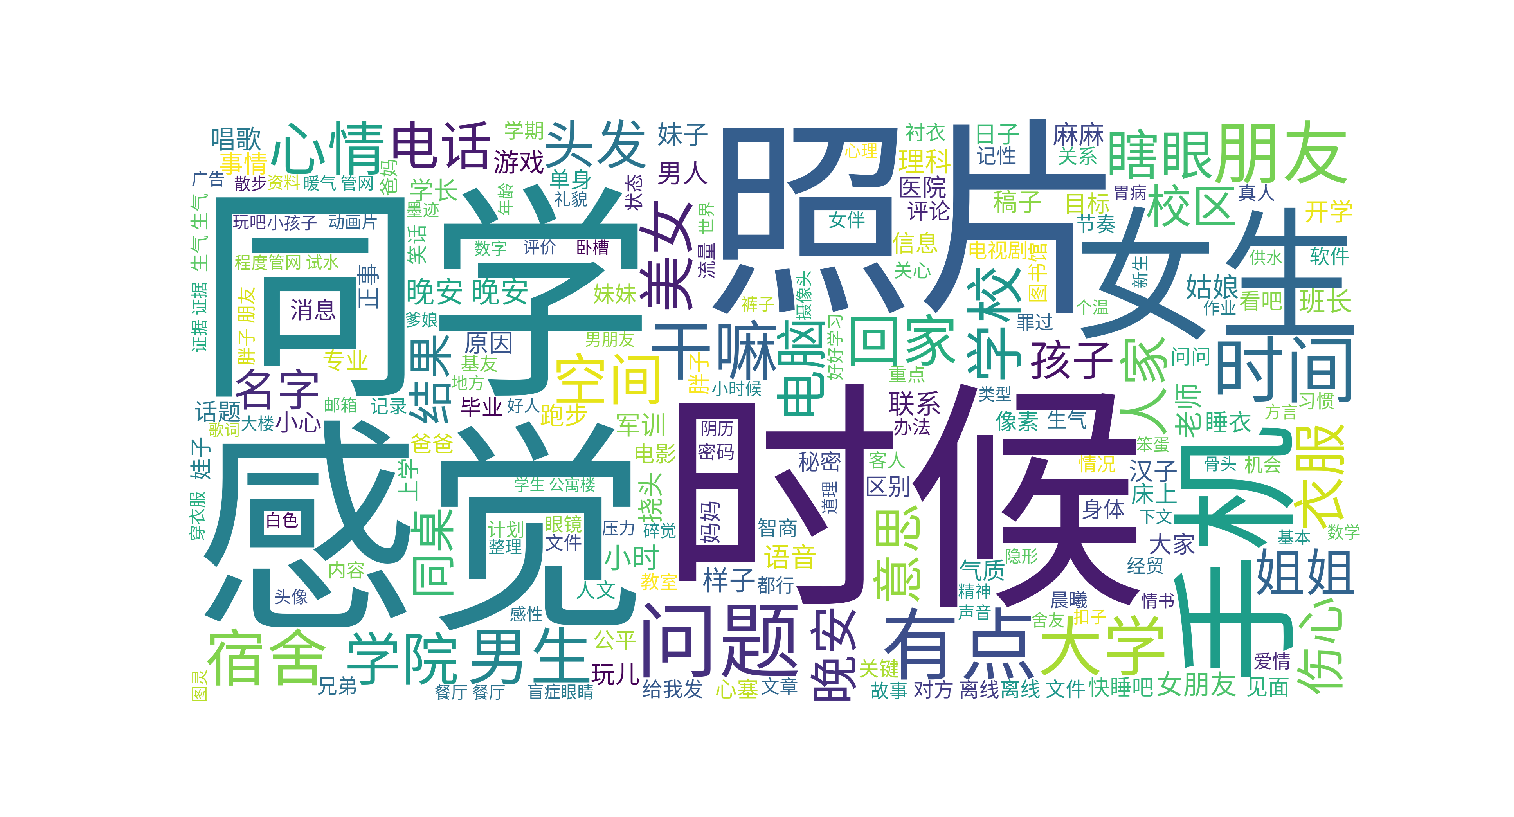 同学
照片
感觉
时候
女生
手机
问题
电话
心情
头发
瞎眼
朋友
唱歌
事情
学期
游戏
妹子
衬衣
日子
麻麻
心理
理科
记性
关系
广告
散步
资料
暖气 管网
爸妈
学长
单身
礼貌
年龄
状态
男人
医院
评论
稿子
目标
胃病
校区
真人
开学
生气 生气
玩吧小孩子
动画片
墨迹
笑话
数字
评价
卧槽
美女
世界
流量
女伴
信息
关心
电视剧
节奏
图书馆
新生
供水
软件
程度管网 试水
正事
晚安 晚安
妹妹
裤子
摄像头
个温
姑娘
作业
看吧
班长
证据 证据
消息
胖子 朋友
爹娘
原因
男朋友
干嘛
电脑
好好学习
回家
学校
罪过
时间
专业
结果
基友
地方
空间
胖子
小时候
重点
孩子
人家
问问
名字
话题
大楼
小心
邮箱
记录
毕业
好人
跑步
军训
阴历
密码
联系
办法
类型
像素
生气
老师
睡衣
方言
习惯
歌词
娃子
爸爸
上学
电影
秘密
客人
区别
道理
情况
笨蛋
汉子
骨头
机会
衣服
穿衣服
白色
学生 公寓楼
挠头
妈妈
智商
语音
意思
身体
床上
下文
基本
数学
同桌
计划
整理
眼镜
文件
压力
碎觉
小时
隐形
大家
内容
头像
感性
人文
教室
样子
都行
气质
精神
声音
晨曦
经贸
情书
姐姐
舍友
扣子
宿舍
学院
男生
公平
玩儿
晚安
有点
大学
爱情
伤心
图灵
兄弟
餐厅 餐厅
盲症眼睛
给我发
心塞
文章
关键
故事
对方
离线
离线 文件
快睡吧
女朋友
见面